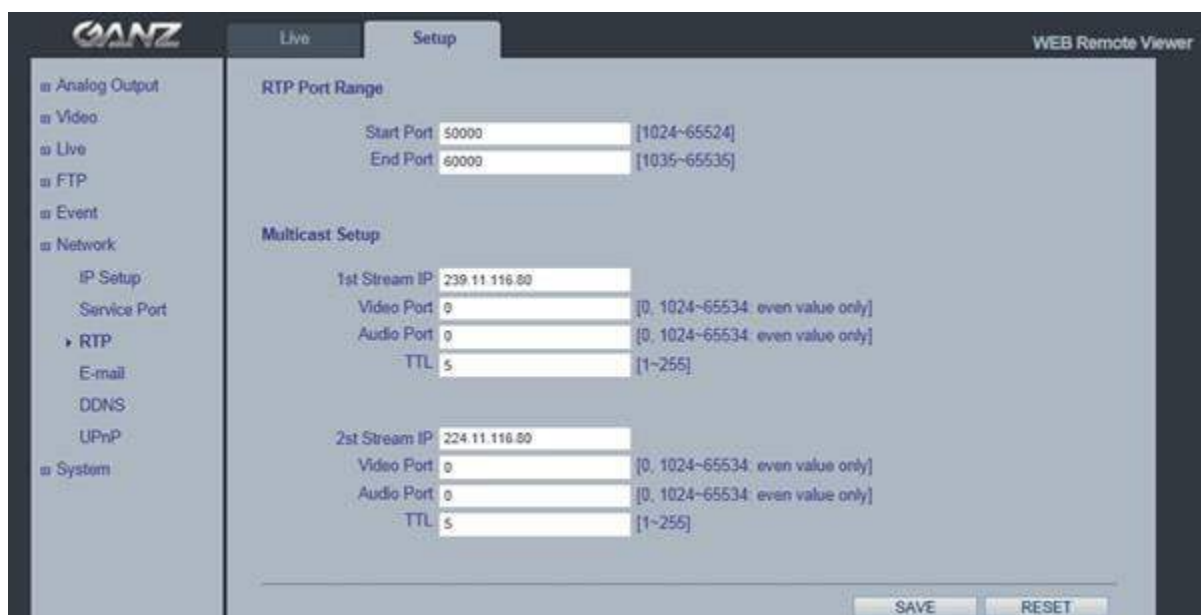 GANZ
Live
Setup
WEB Remote Viewer
Analog Output
Video
Live
FTP
Event
Network
IP Setup
Service Port
RTP
E-mail
DDNS
UPnP
System
RTP Port Range
Start Port 50000 [1024~65524]
End Port 60000 [1035~65535]
Multicast Setup
1st Stream IP 239.11.116.80
Video Port 0 [0, 1024~65534: even value only]
Audio Port 0 [0, 1024~65534: even value only]
TTL 5 [1~255]
2st Stream IP 224.11.116.80
Video Port 0 [0, 1024~65534: even value only]
Audio Port 0 [0, 1024~65534: even value only]
TTL 5 [1~255]
SAVE RESET